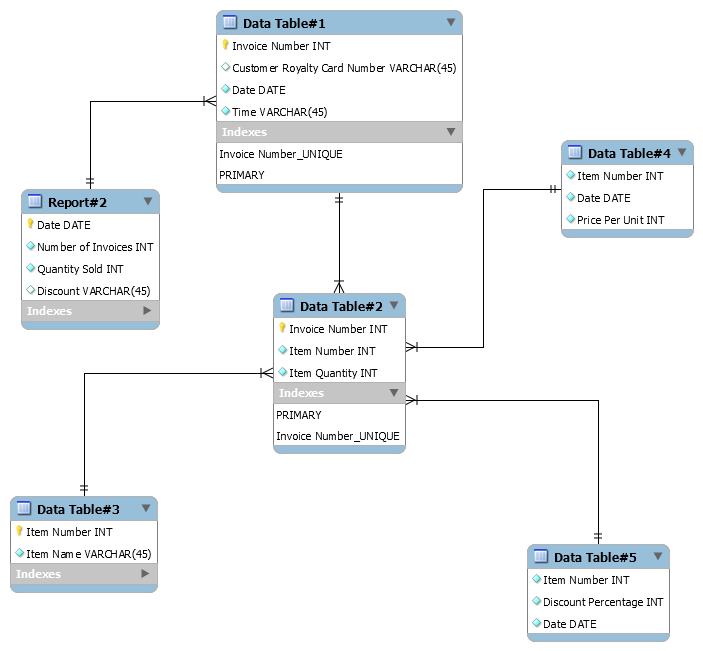 Data Table#1
Invoice Number INT
Customer Royalty Card Number VARCHAR(45)
Date DATE
Time VARCHAR(45)
Indexes
Invoice Number_UNIQUE
PRIMARY
Data Table#4
Item Number INT
Date DATE
Price Per Unit INT
Report#2
Date DATE
Number of Invoices INT
Quantity Sold INT
Discount VARCHAR(45)
Indexes
Data Table#2
Invoice Number INT
Item Number INT
Item Quantity INT
Indexes
PRIMARY
Invoice Number_UNIQUE
Data Table#3
Item Number INT
Item Name VARCHAR(45)
Indexes
Data Table#5
Item Number INT
Discount Percentage INT
Date DATE